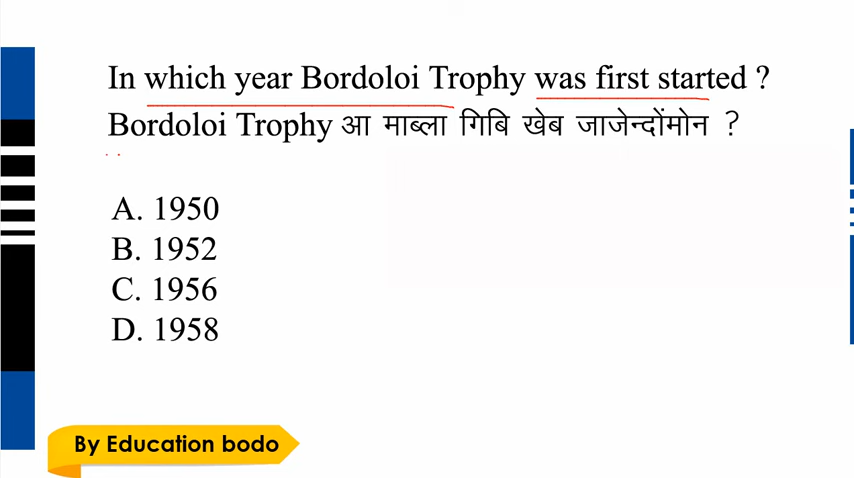 In which year Bordoloi Trophy was first started ?
Bordoloi Trophy आ माब्ला गिबि खेब जाजेन्दोंमोन ?
A. 1950
B. 1952
C. 1956
D. 1958
By Education bodo